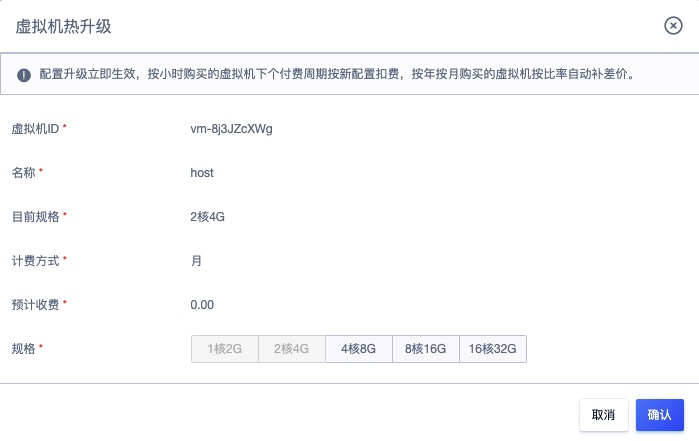 虚拟机热升级
配置升级立即生效，按小时购买的虚拟机下个付费周期按新配置扣费，按年按月购买的虚拟机按比率自动补差价。
虚拟机ID * vm-8j3JZcXWg
名称 * host
目前规格 * 2核4G
计费方式 * 月
预计收费 * 0.00
规格 * 1核2G 2核4G 4核8G 8核16G 16核32G
取消 确认